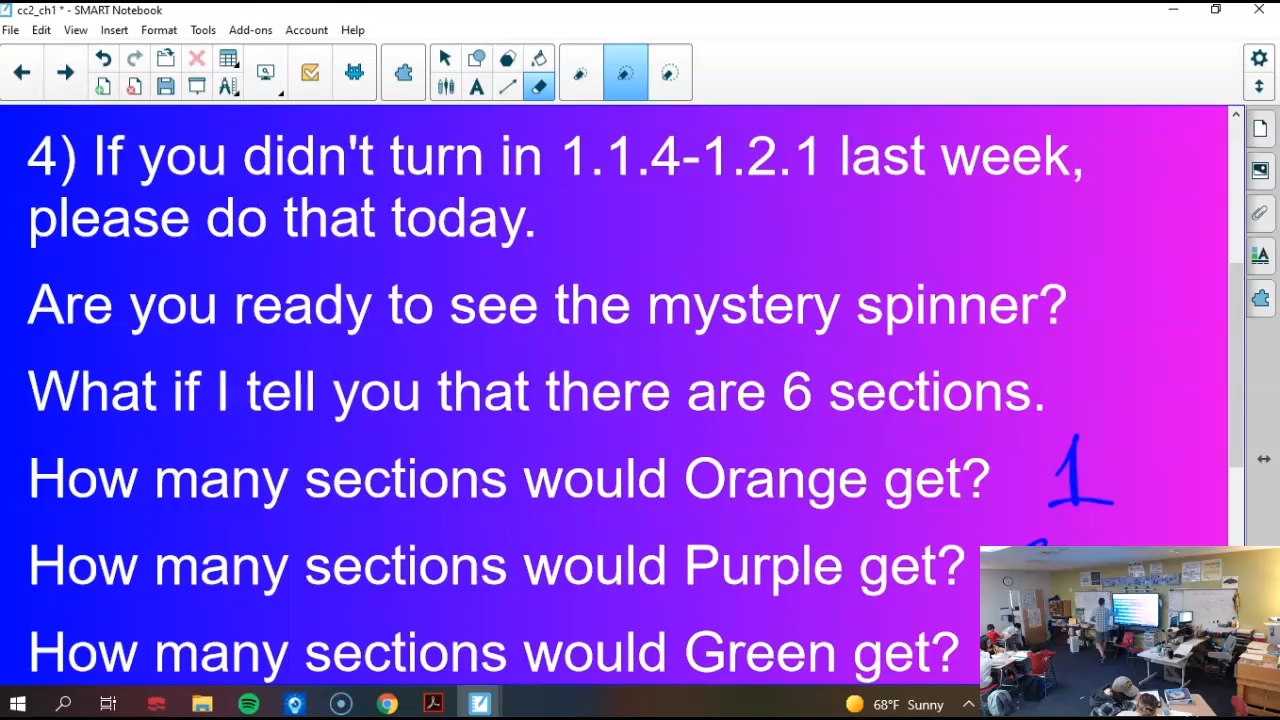 cc2_ch1 * - SMART Notebook
File Edit View Insert Format Tools Add-ons Account Help
4) If you didn't turn in 1.1.4-1.2.1 last week,
please do that today.
Are you ready to see the mystery spinner?
What if I tell you that there are 6 sections.
How many sections would Orange get? 1
How many sections would Purple get?
How many sections would Green get?
68°F Sunny